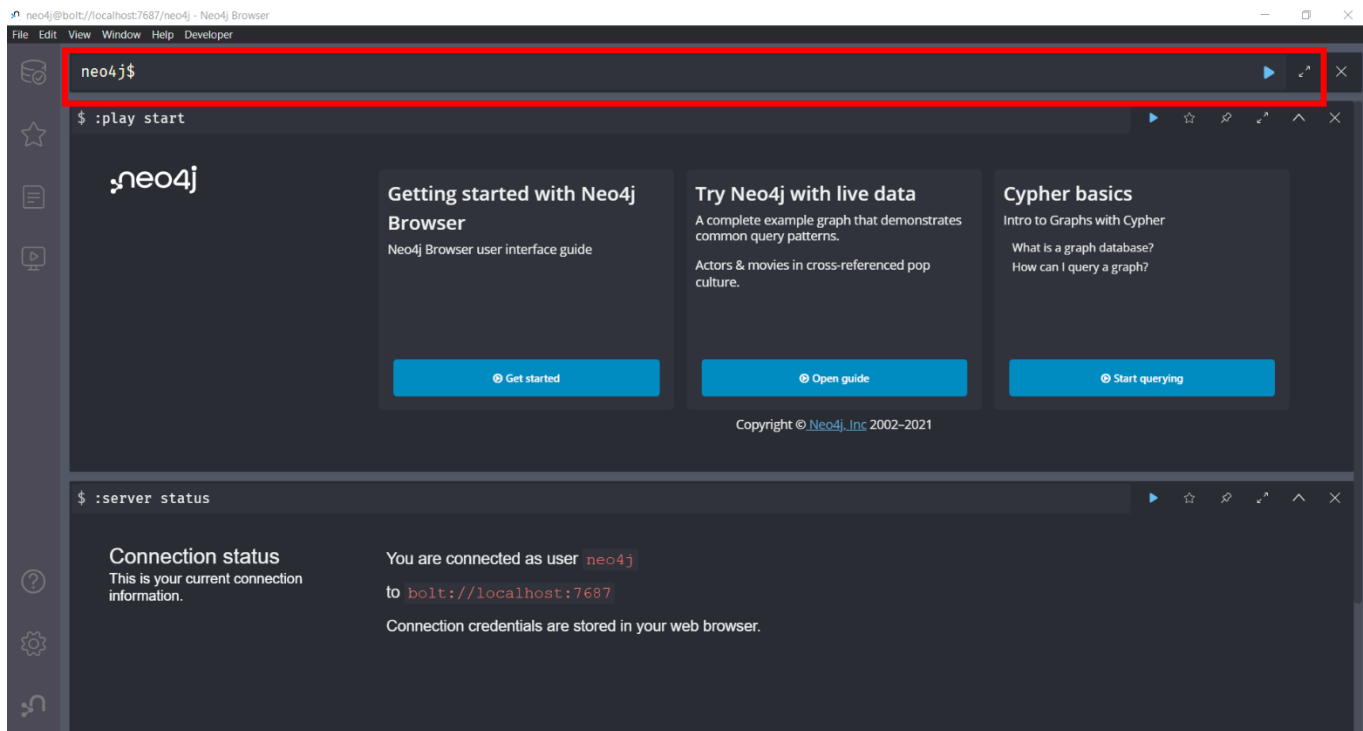 neo4j@bolt://localhost:7687/neo4j - Neo4j Browser
File Edit View Window Help Developer
neo4j$
$ :play start
neo4j
Getting started with Neo4j
Browser
Neo4j Browser user interface guide
Get started
Try Neo4j with live data
A complete example graph that demonstrates
common query patterns.
Actors & movies in cross-referenced pop
culture.
Open guide
Cypher basics
Intro to Graphs with Cypher
What is a graph database?
How can I query a graph?
Start querying
Copyright © Neo4j, Inc 2002–2021
$ :server status
Connection status
This is your current connection
information.
You are connected as user neo4j
to bolt://localhost:7687
Connection credentials are stored in your web browser.